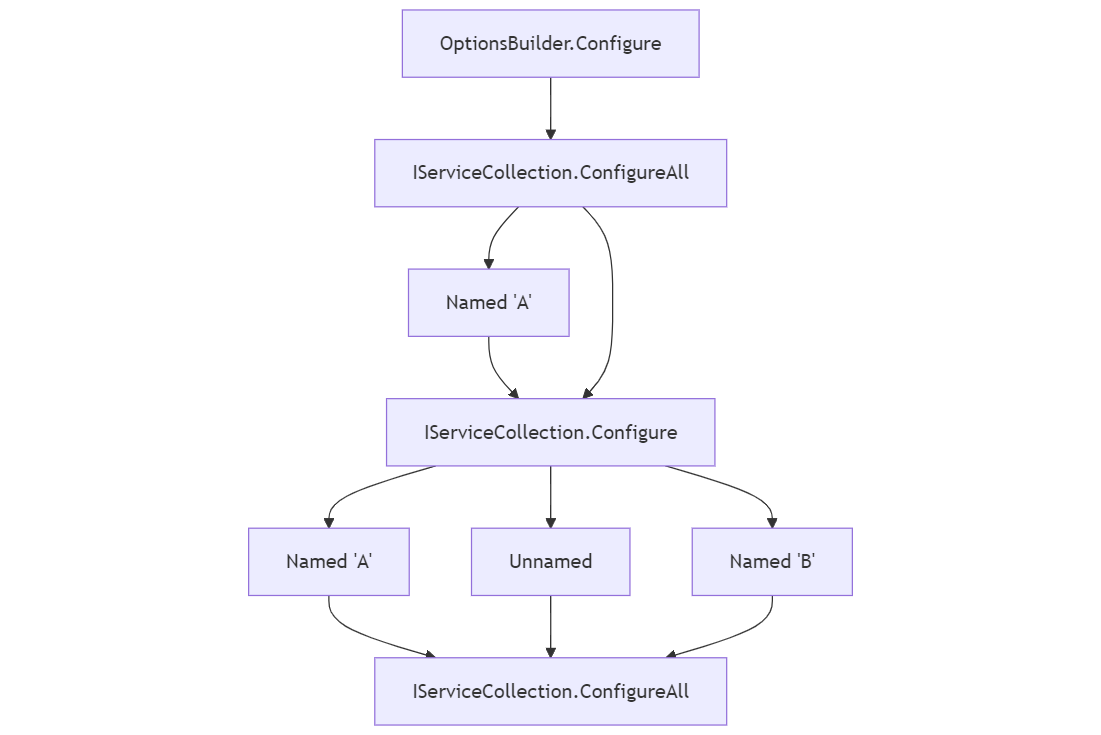 OptionsBuilder.Configure
IServiceCollection.ConfigureAll
Named 'A'
IServiceCollection.Configure
Named 'A'
Unnamed
Named 'B'
IServiceCollection.ConfigureAll